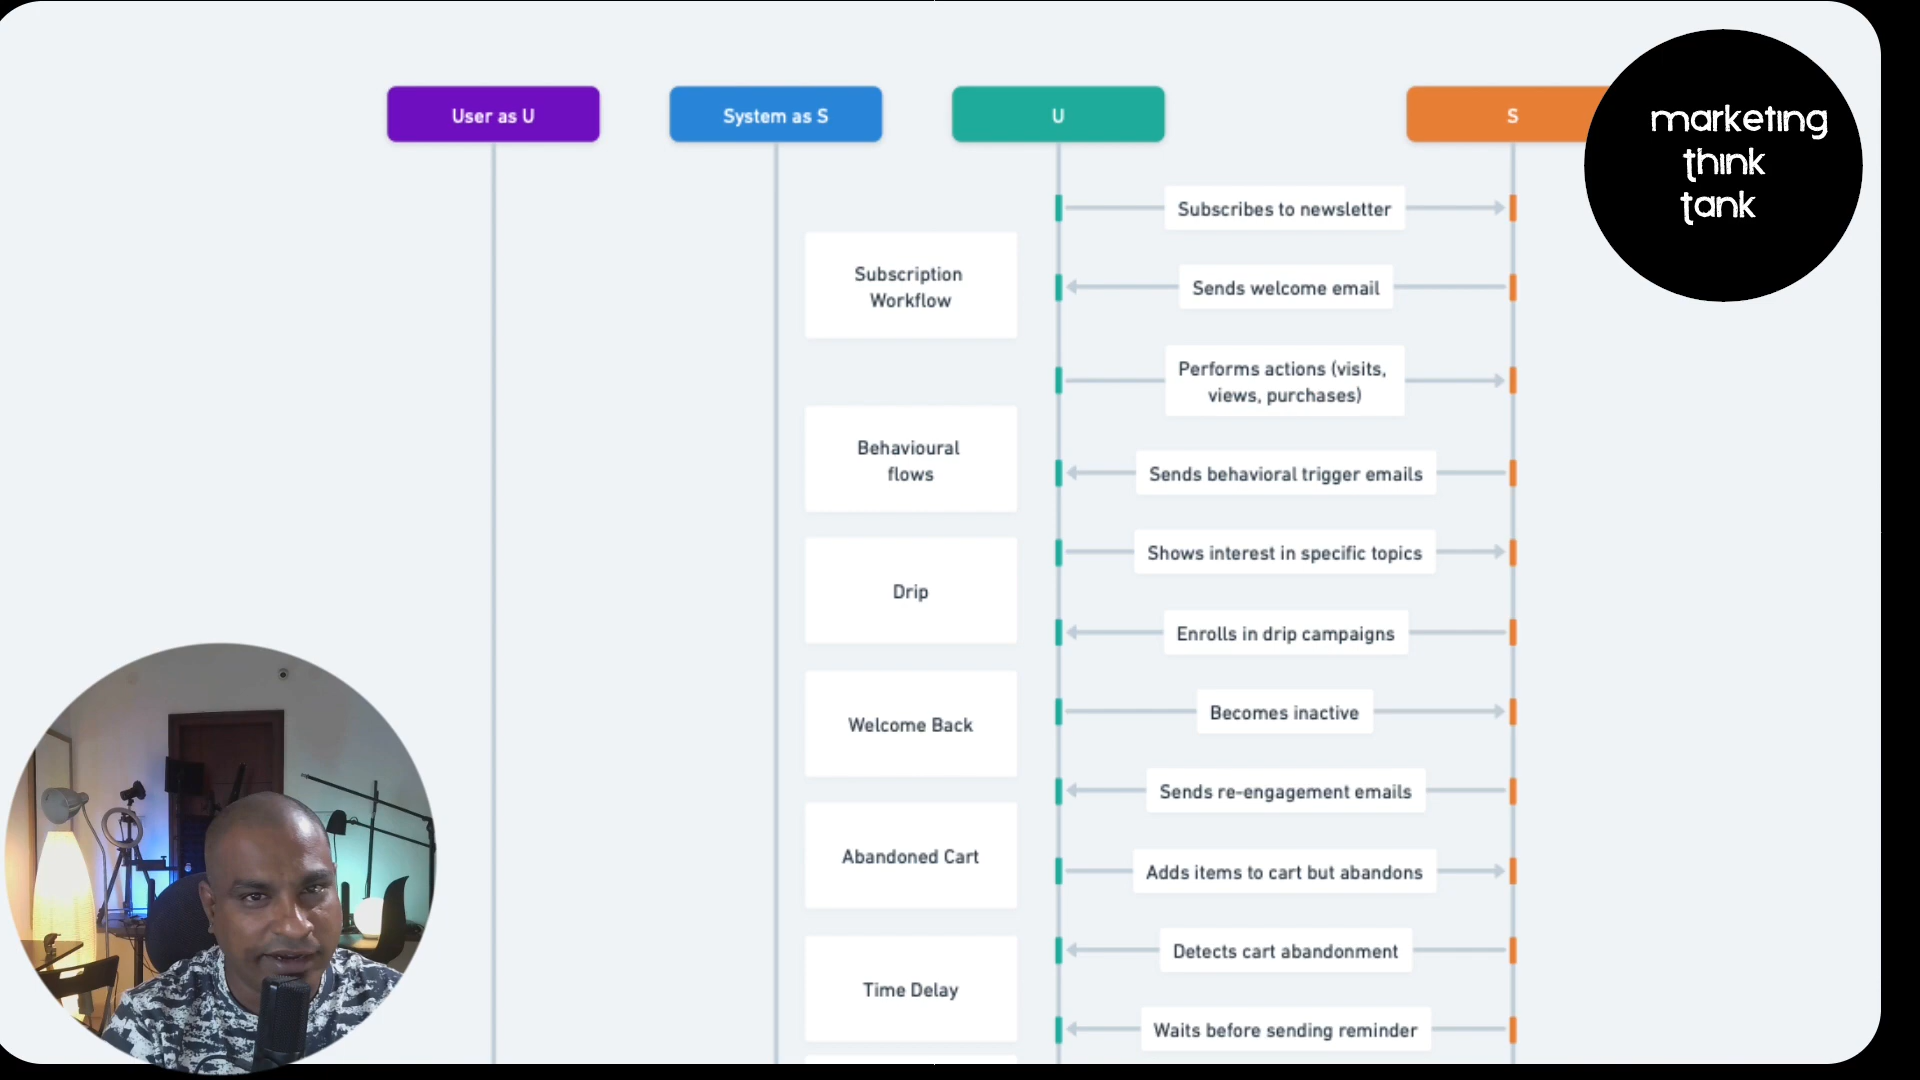 User as U
System as S
U
S
marketing
think
tank
Subscribes to newsletter
Subscription
Workflow
Sends welcome email
Performs actions (visits,
views, purchases)
Behavioural
flows
Sends behavioral trigger emails
Shows interest in specific topics
Drip
Enrolls in drip campaigns
Welcome Back
Becomes inactive
Sends re-engagement emails
Abandoned Cart
Adds items to cart but abandons
Detects cart abandonment
Time Delay
Waits before sending reminder